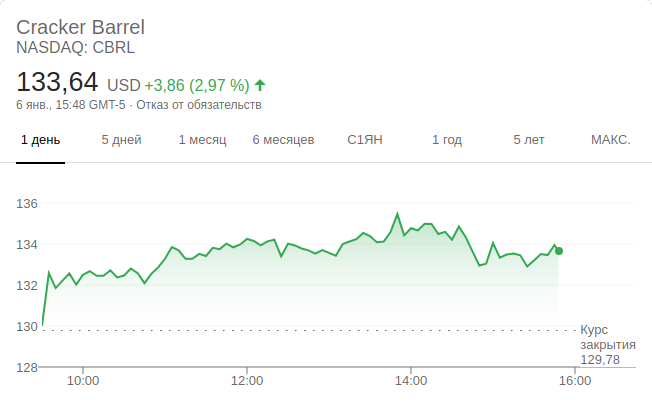 Cracker Barrel
NASDAQ: CBRL
133,64 USD +3,86 (2,97 %)
6 янв., 15:48 GMT-5 · Отказ от обязательств
1 день 5 дней 1 месяц 6 месяцев С1ЯН 1 год 5 лет МАКС.
136
134
132
130
Курс
закрытия
129,78
128
10:00 12:00 14:00 16:00